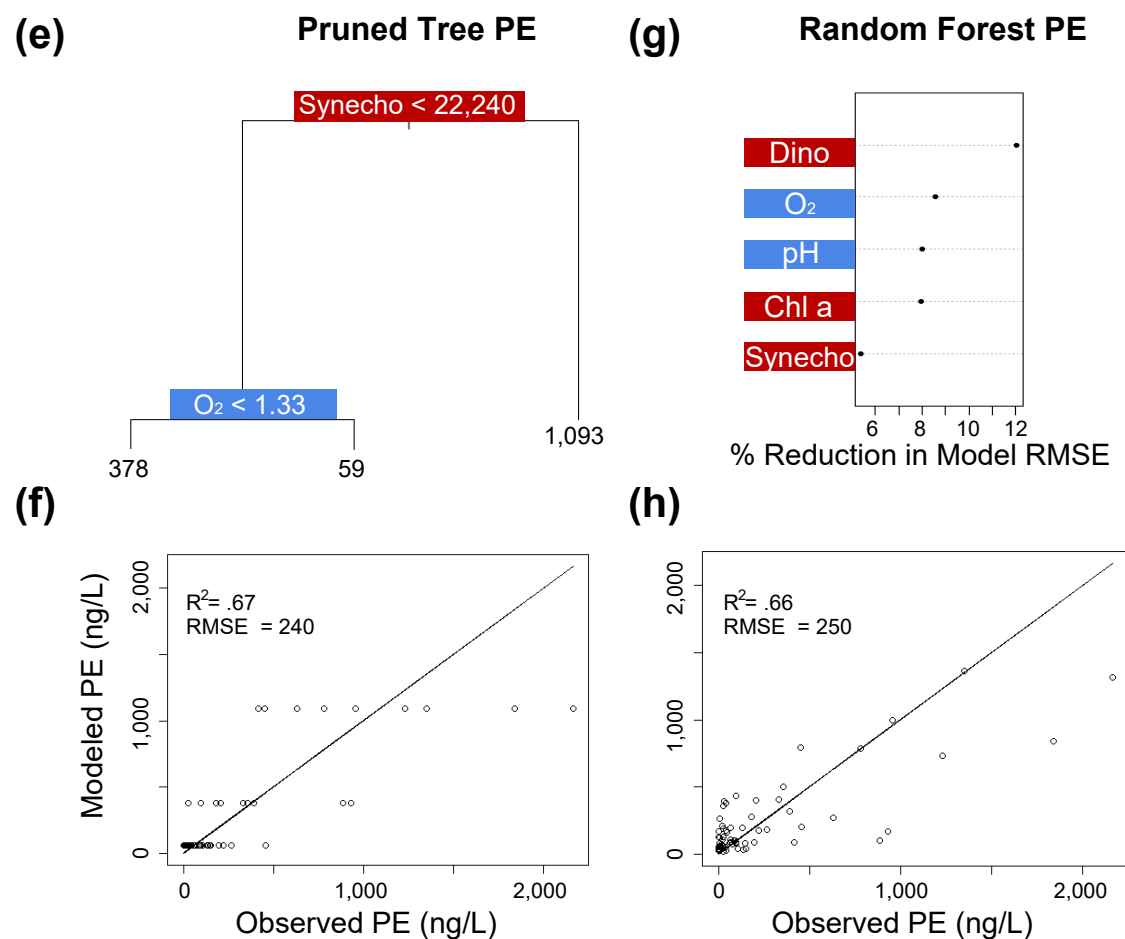 (e)
Pruned Tree PE
Synecho < 22,240
O₂ < 1.33
378
59
1,093
(g)
Random Forest PE
Dino
O₂
pH
Chl a
Synecho
6 8 10 12
% Reduction in Model RMSE
(f)
R²= .67
RMSE = 240
Modeled PE (ng/L)
2,000
1,000
0
0 1,000 2,000
Observed PE (ng/L)
(h)
R²= .66
RMSE = 250
2,000
1,000
0
0 1,000 2,000
Observed PE (ng/L)